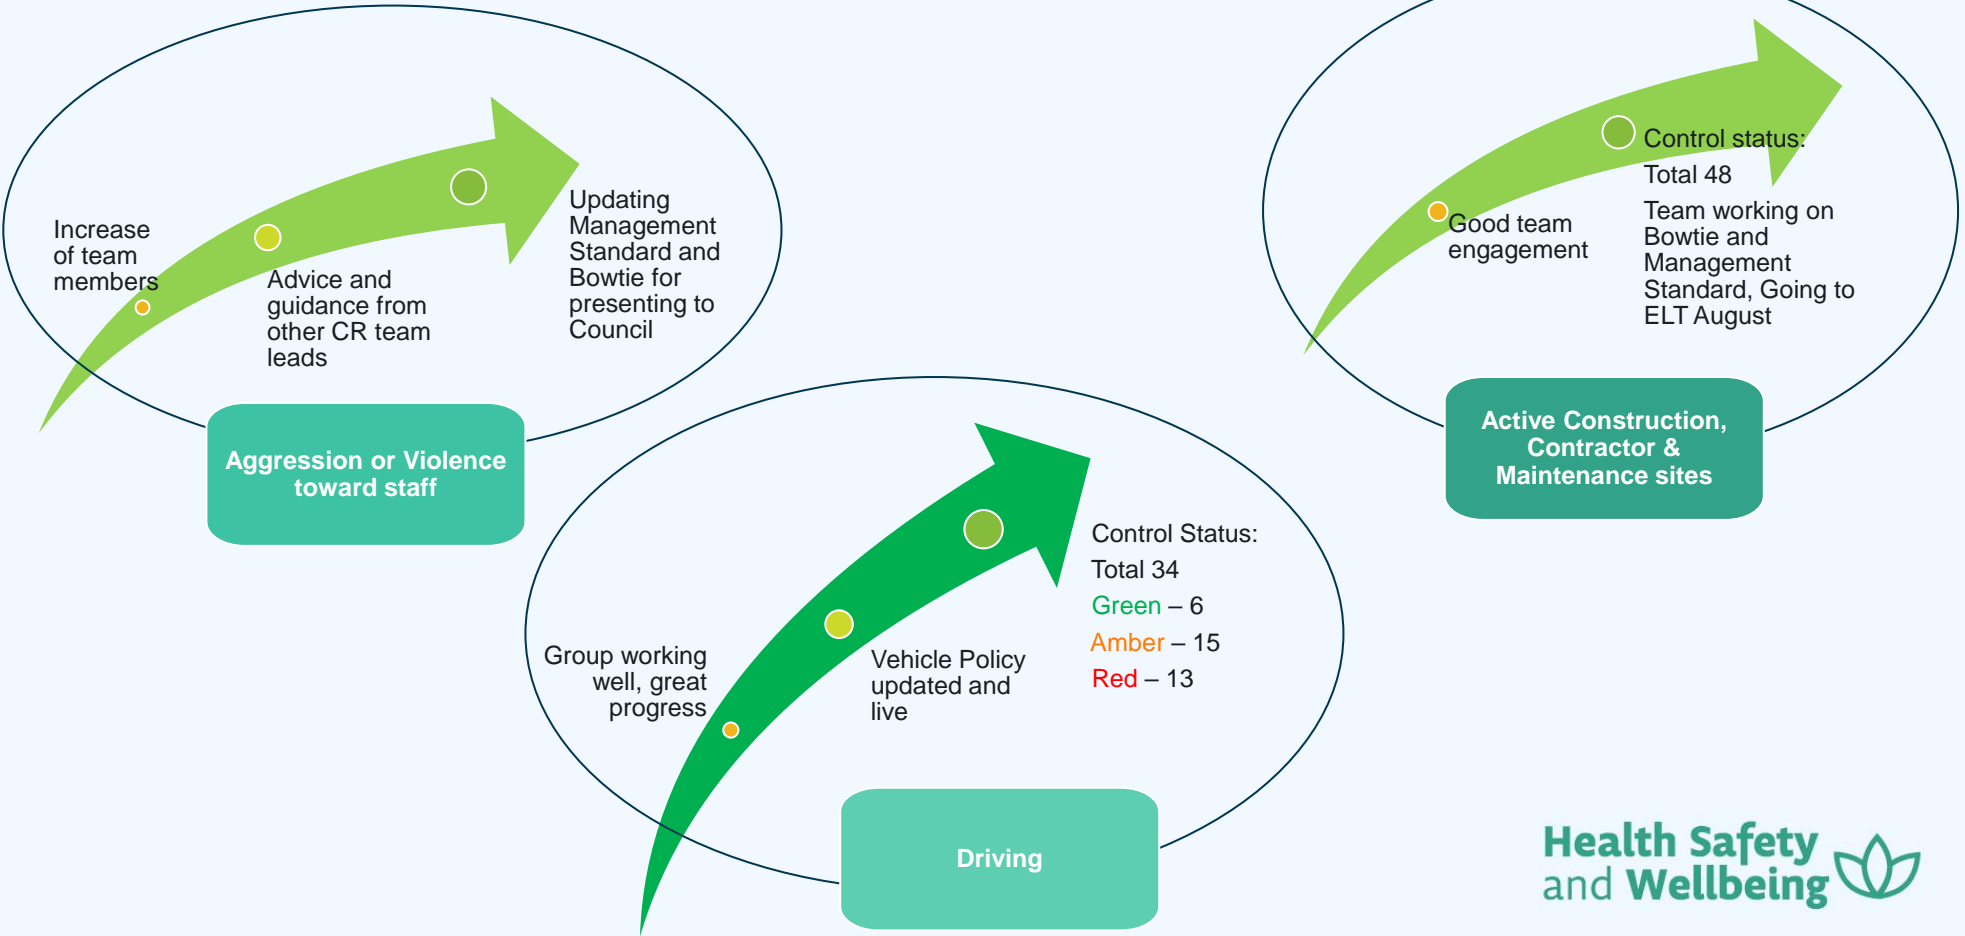 Increase
of team
members
Advice and
guidance from
other CR team
leads
Updating
Management
Standard and
Bowtie for
presenting to
Council
Aggression or Violence
toward staff
Group working
well, great
progress
Vehicle Policy
updated and
live
Control Status:
Total 34
Green – 6
Amber – 15
Red – 13
Driving
Good team
engagement
Control status:
Total 48
Team working on
Bowtie and
Management
Standard, Going to
ELT August
Active Construction,
Contractor &
Maintenance sites
Health Safety
and Wellbeing